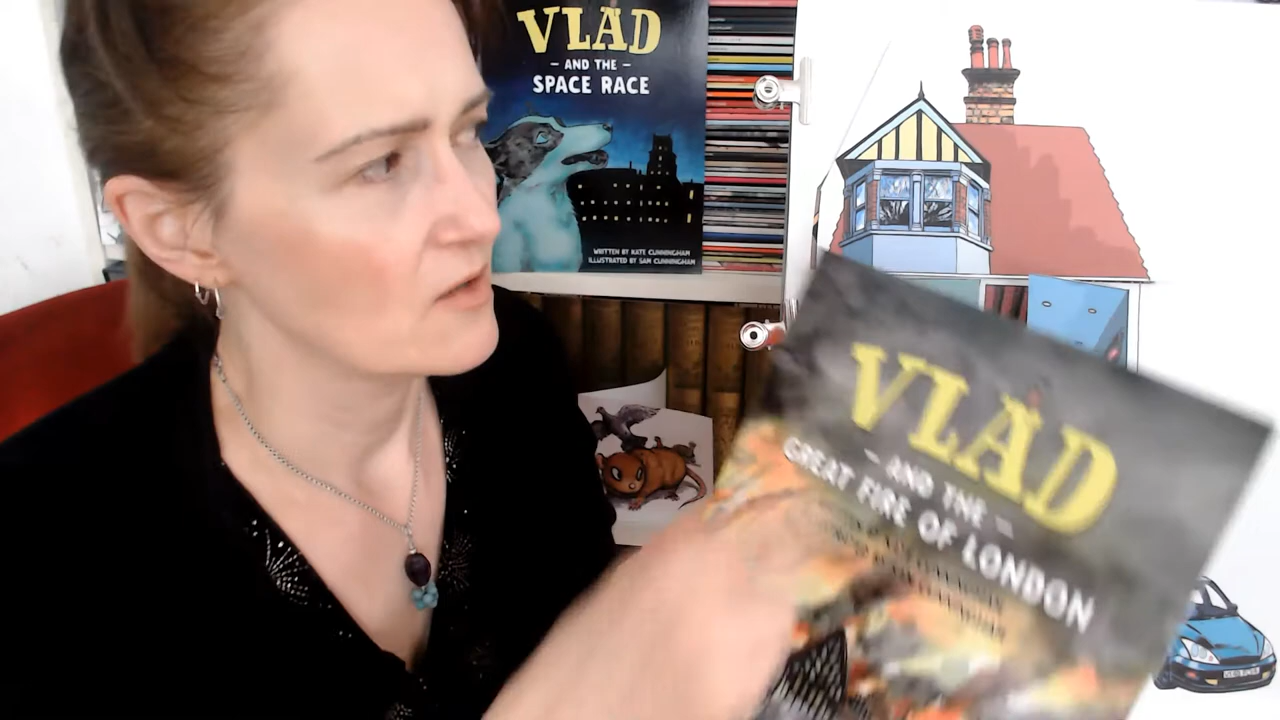 VLAD
– AND THE –
SPACE RACE
WRITTEN BY KATE CUNNINGHAM
ILLUSTRATED BY SAM CUNNINGHAM
VLAD
– AND THE –
GREAT FIRE OF LONDON